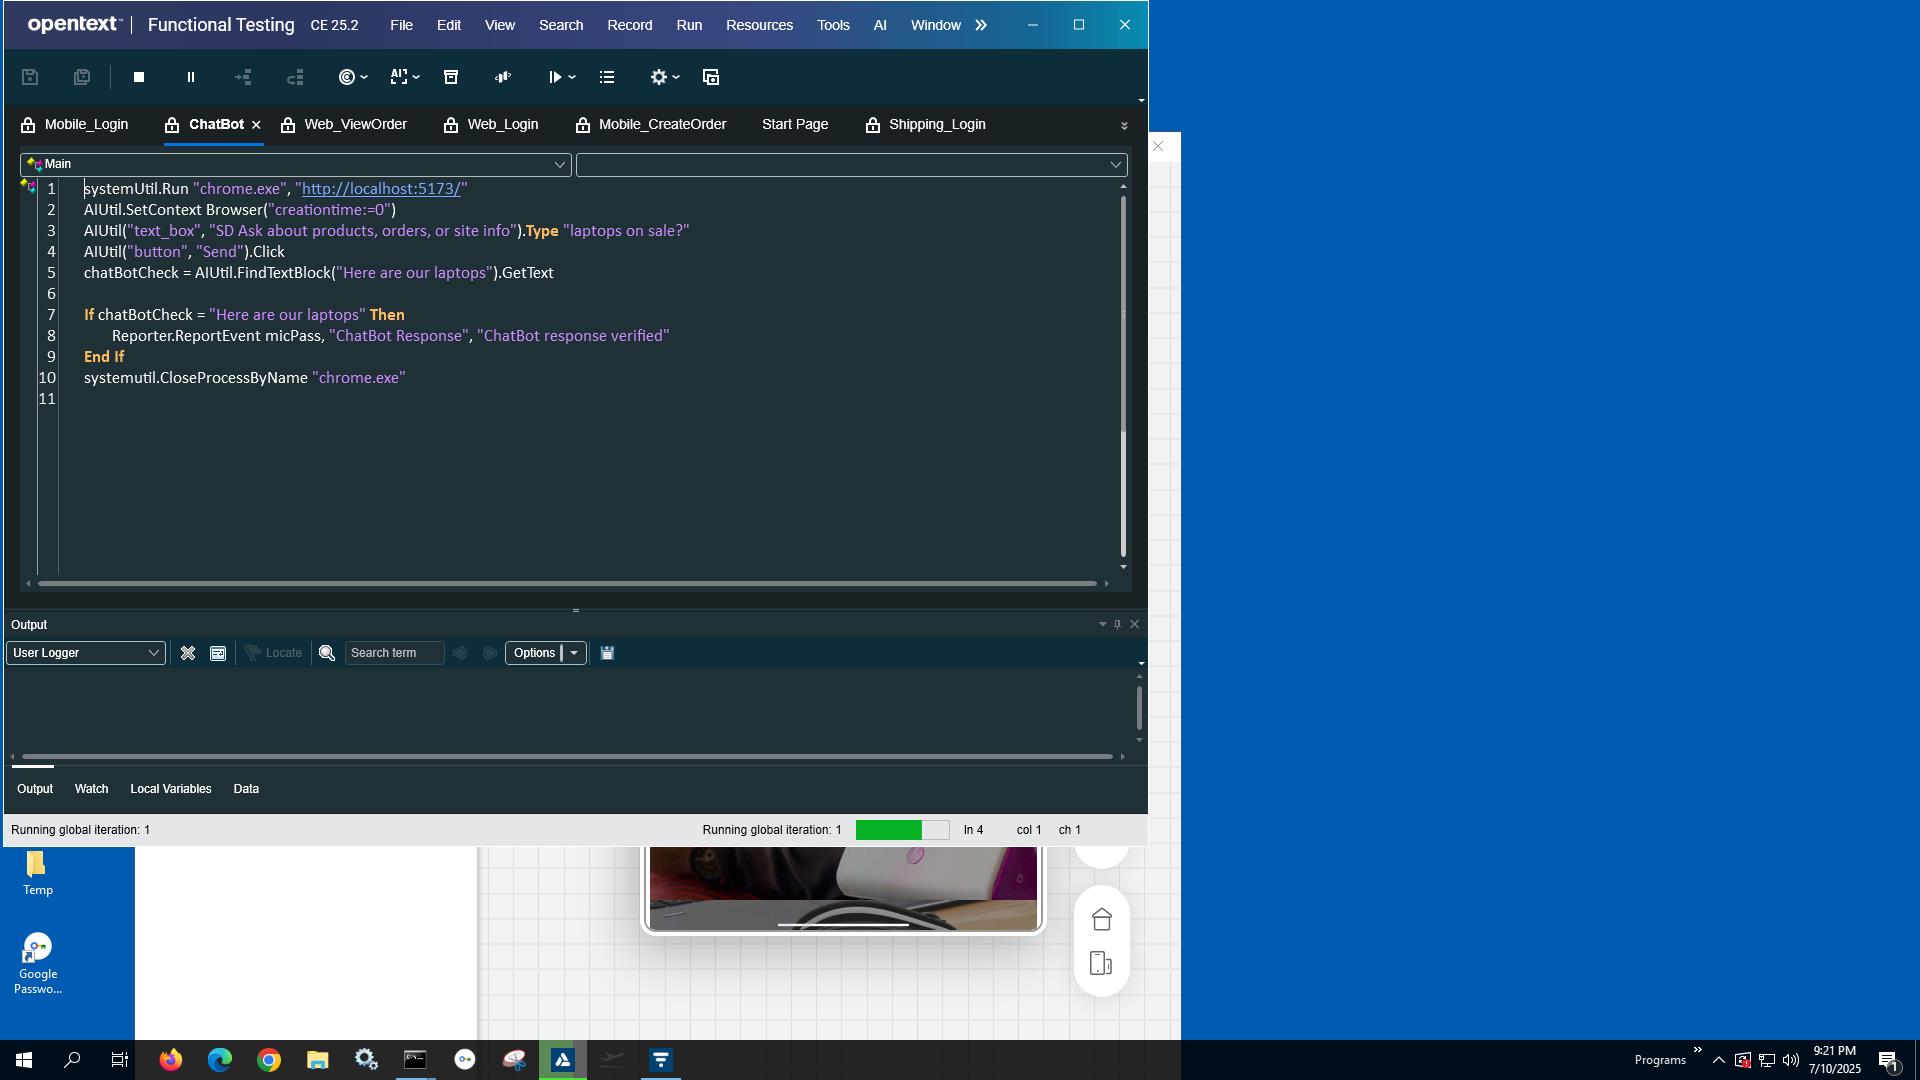 opentext™ | Functional Testing CE 25.2 File Edit View Search Record Run Resources Tools AI Window »
Mobile_Login ChatBot Web_ViewOrder Web_Login Mobile_CreateOrder Start Page Shipping_Login
Main
1 systemUtil.Run "chrome.exe", "http://localhost:5173/"
2 AIUtil.SetContext Browser("creationtime:=0")
3 AIUtil("text_box", "SD Ask about products, orders, or site info").Type "laptops on sale?"
4 AIUtil("button", "Send").Click
5 chatBotCheck = AIUtil.FindTextBlock("Here are our laptops").GetText
6
7 If chatBotCheck = "Here are our laptops" Then
8 Reporter.ReportEvent micPass, "ChatBot Response", "ChatBot response verified"
9 End If
10 systemutil.CloseProcessByName "chrome.exe"
11
Output
User Logger Locate Search term Options
Output Watch Local Variables Data
Running global iteration: 1 Running global iteration: 1 ln 4 col 1 ch 1
Temp
Google
Passwo...
Programs » 9:21 PM
7/10/2025
1